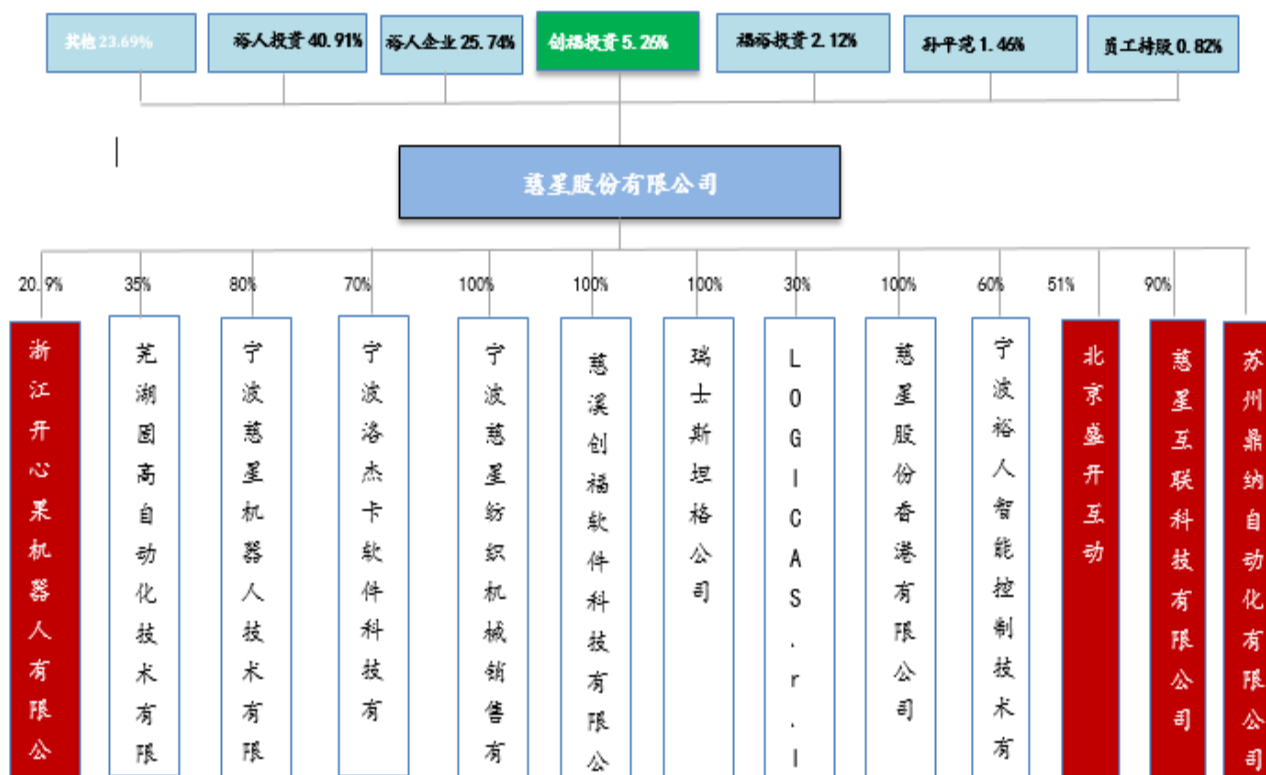 其他 23.69%
裕人投资 40.91%
裕人企业 25.74%
创福投资 5.26%
福裕投资 2.12%
孙平范 1.46%
员工持股 0.82%
慈星股份有限公司
20.9%
35%
80%
70%
100%
100%
100%
30%
100%
60%
51%
90%
浙江开心果机器人有限公
芜湖固高自动化技术有限
宁波慈星机器人技术有限
宁波洛杰卡软件科技有
宁波慈星纺织机械销售有
慈溪创福软件科技有限公
瑞士斯坦格公司
LOGICAS.r.l
慈星股份香港有限公司
宁波裕人智能控制技术有
北京盛开互动
慈星互联科技有限公司
苏州鼎纳自动化有限公司